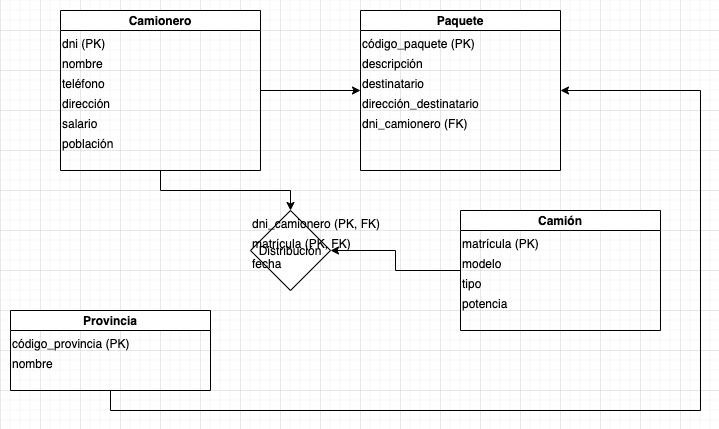 Camionero
dni (PK)
nombre
teléfono
dirección
salario
población
Paquete
código_paquete (PK)
descripción
destinatario
dirección_destinatario
dni_camionero (FK)
dni_camionero (PK, FK)
matrícula (PK, FK)
Distribución
fecha
Camión
matrícula (PK)
modelo
tipo
potencia
Provincia
código_provincia (PK)
nombre